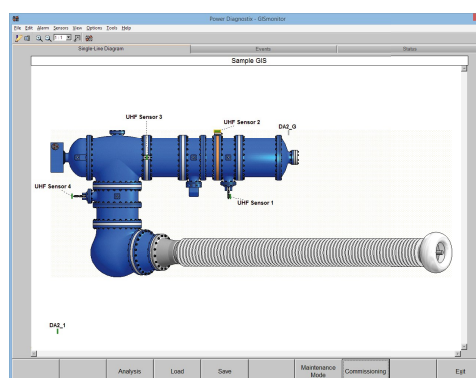 Power Diagnostix - GISmonitor
File Edit Alarm Sensors View Options Tools Help
1 : 1
Single-Line Diagram Events Status
Sample GIS
UHF Sensor 3
UHF Sensor 2
DA2_G
UHF Sensor 4
UHF Sensor 1
DA2_1
Analysis Load Save Maintenance Mode Commissioning Exit